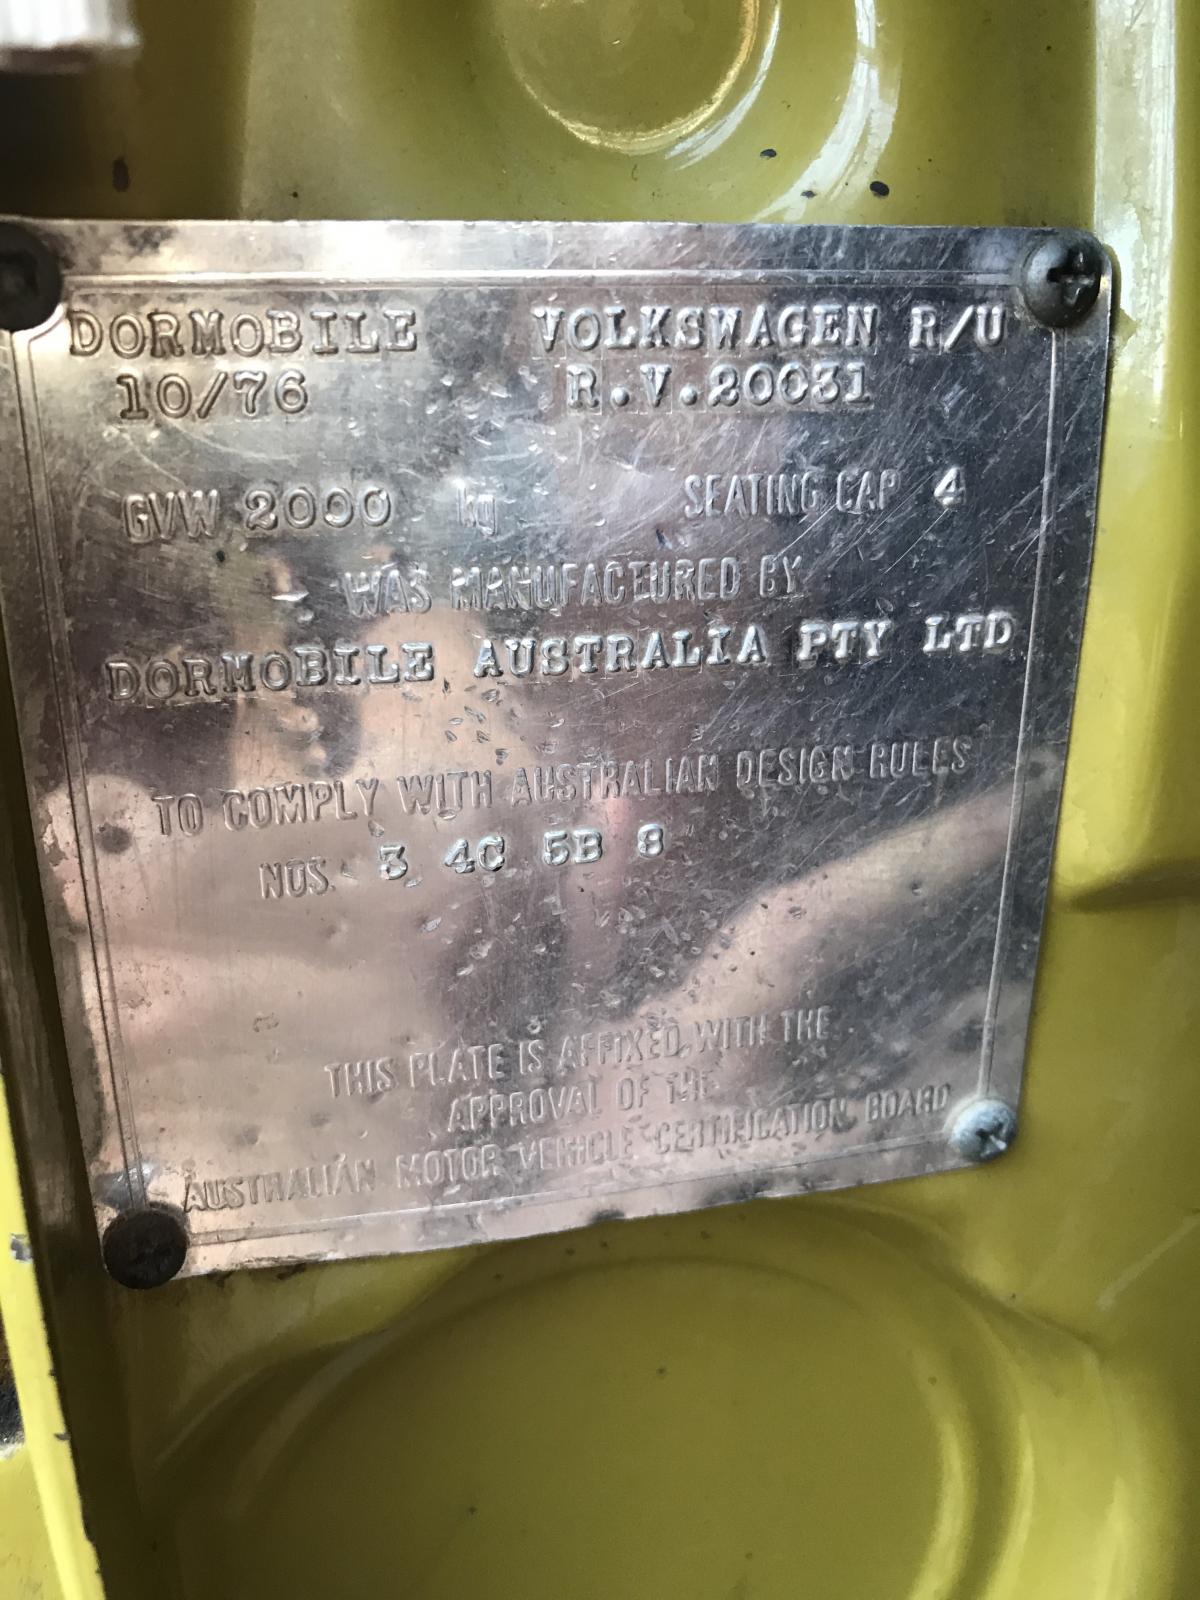 DORMOBILE VOLKSWAGEN R/U
10/76 R.V.20031
GVW 2000 kg SEATING CAP 4
WAS MANUFACTURED BY
DORMOBILE AUSTRALIA PTY LTD
TO COMPLY WITH AUSTRALIAN DESIGN RULES
NOS. 3 4C 5B 8
THIS PLATE IS AFFIXED WITH THE
APPROVAL OF THE
AUSTRALIAN MOTOR VEHICLE CERTIFICATION BOARD